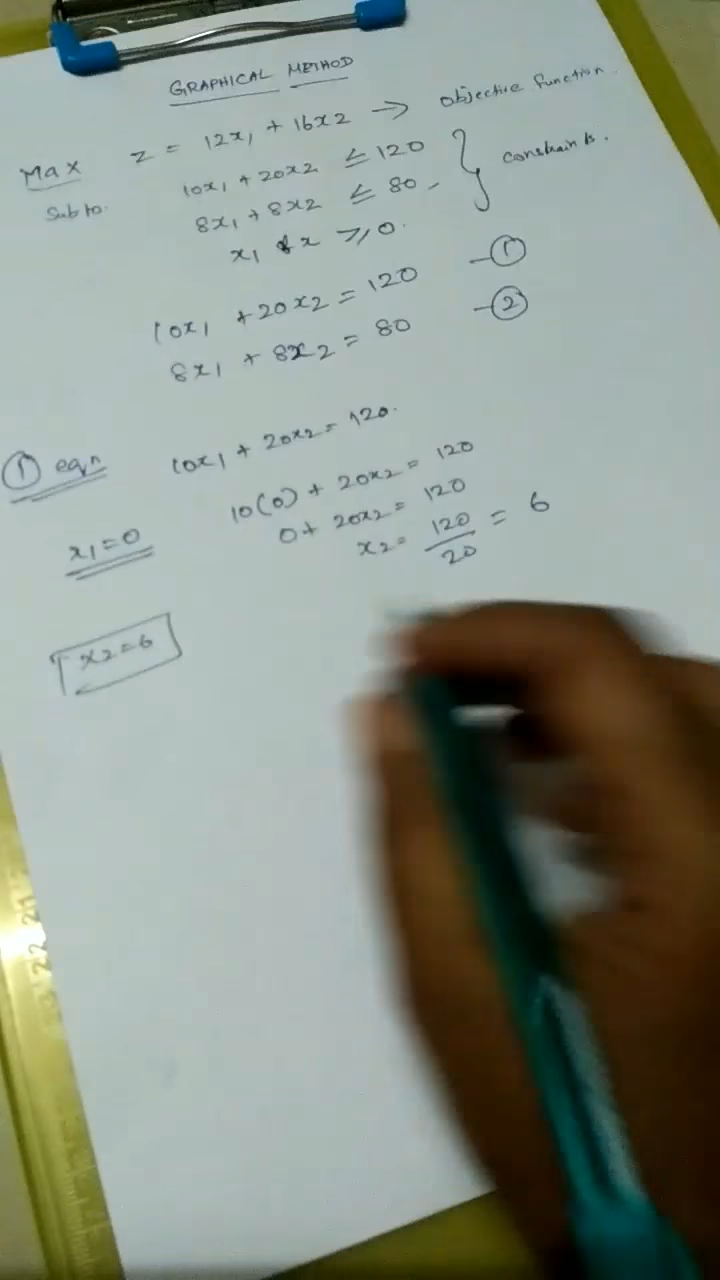 GRAPHICAL METHOD
Max Z = 12x₁ + 16x₂ → Objective function.
Sub to. 10x₁ + 20x₂ ≤ 120 } constraints.
8x₁ + 8x₂ ≤ 80
x₁ & x ≥ 0.
10x₁ + 20x₂ = 120 - ①
8x₁ + 8x₂ = 80 - ②
① eqn 10x₁ + 20x₂ = 120.
10(0) + 20x₂ = 120
x₁=0 0 + 20x₂ = 120
x₂ = 120/20 = 6
x₂=6
22 21